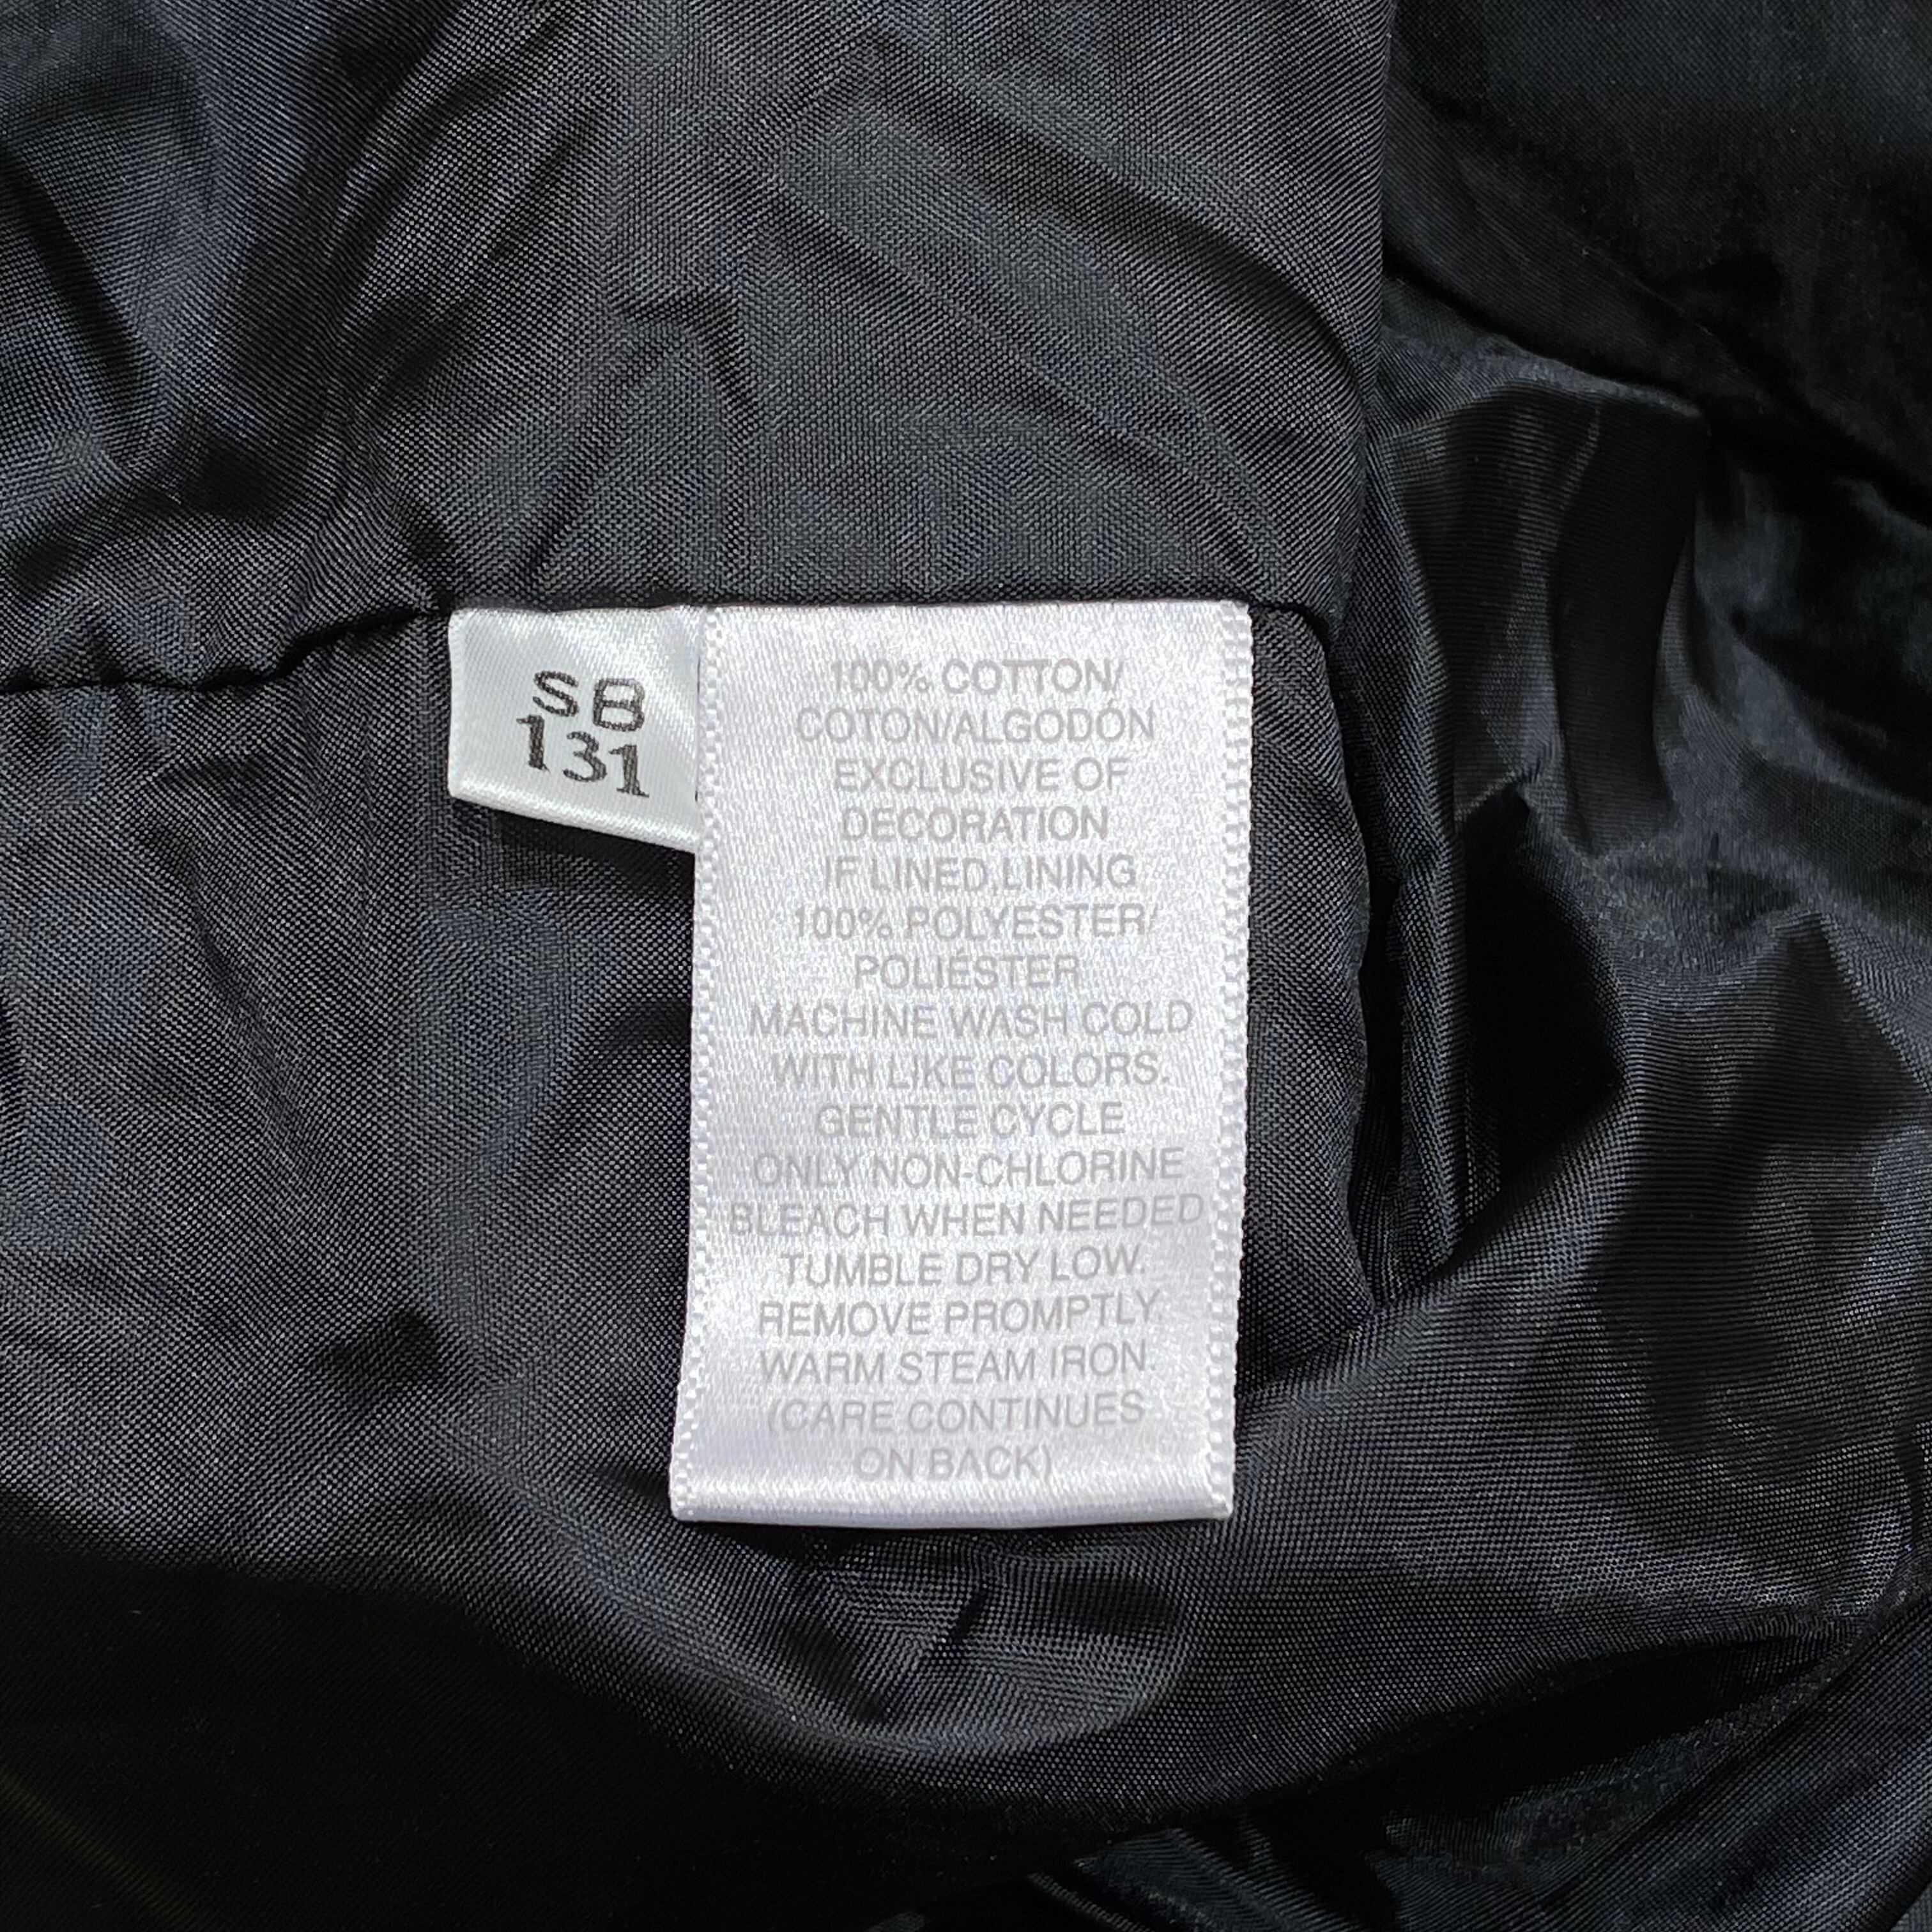 SB
131
100% COTTON/
COTON/ALGODÓN
EXCLUSIVE OF
DECORATION
IF LINED,LINING
100% POLYESTER/
POLIÉSTER
MACHINE WASH COLD
WITH LIKE COLORS.
GENTLE CYCLE
ONLY NON-CHLORINE
BLEACH WHEN NEEDED
TUMBLE DRY LOW.
REMOVE PROMPTLY.
WARM STEAM IRON.
(CARE CONTINUES
ON BACK)